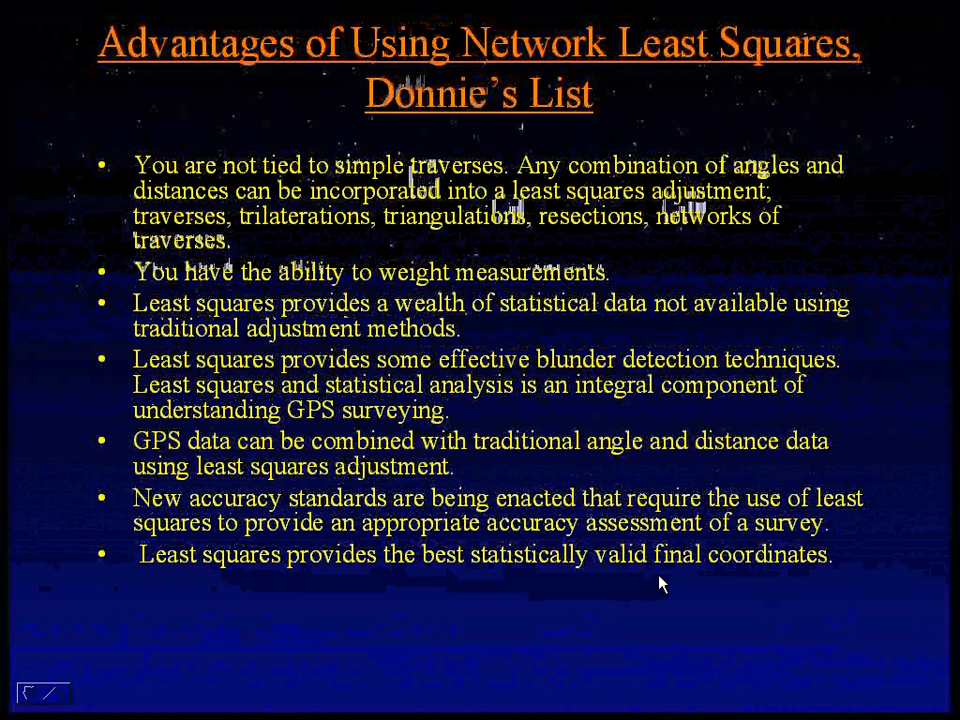 Advantages of Using Network Least Squares,
Donnie's List
• You are not tied to simple traverses. Any combination of angles and
distances can be incorporated into a least squares adjustment;
traverses, trilaterations, triangulations, resections, networks of
traverses.
• You have the ability to weight measurements.
• Least squares provides a wealth of statistical data not available using
traditional adjustment methods.
• Least squares provides some effective blunder detection techniques.
Least squares and statistical analysis is an integral component of
understanding GPS surveying.
• GPS data can be combined with traditional angle and distance data
using least squares adjustment.
• New accuracy standards are being enacted that require the use of least
squares to provide an appropriate accuracy assessment of a survey.
• Least squares provides the best statistically valid final coordinates.